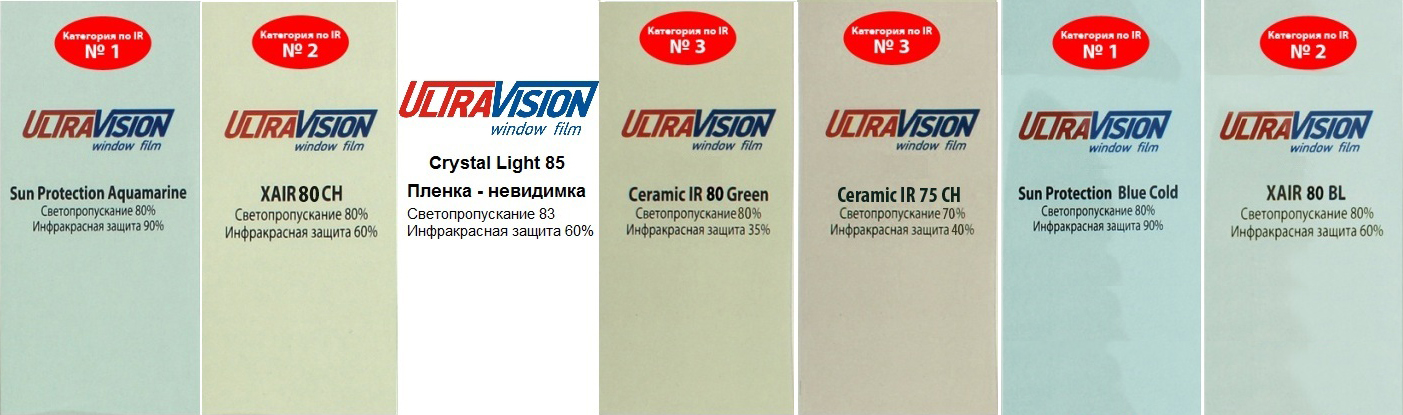 Категория по IR
№ 1
ULTRAVISION
window film
Sun Protection Aquamarine
Светопропускание 80%
Инфракрасная защита 90%
Категория по IR
№ 2
ULTRAVISION
window film
XAIR 80 CH
Светопропускание 80%
Инфракрасная защита 60%
ULTRAVISION
window film
Crystal Light 85
Пленка - невидимка
Светопропускание 83
Инфракрасная защита 60%
Категория по IR
№ 3
ULTRAVISION
window film
Ceramic IR 80 Green
Светопропускание 80%
Инфракрасная защита 35%
Категория по IR
№ 3
ULTRAVISION
window film
Ceramic IR 75 CH
Светопропускание 70%
Инфракрасная защита 40%
Категория по IR
№ 1
ULTRAVISION
window film
Sun Protection Blue Cold
Светопропускание 80%
Инфракрасная защита 90%
Категория по IR
№ 2
ULTRAVISION
window film
XAIR 80 BL
Светопропускание 80%
Инфракрасная защита 60%